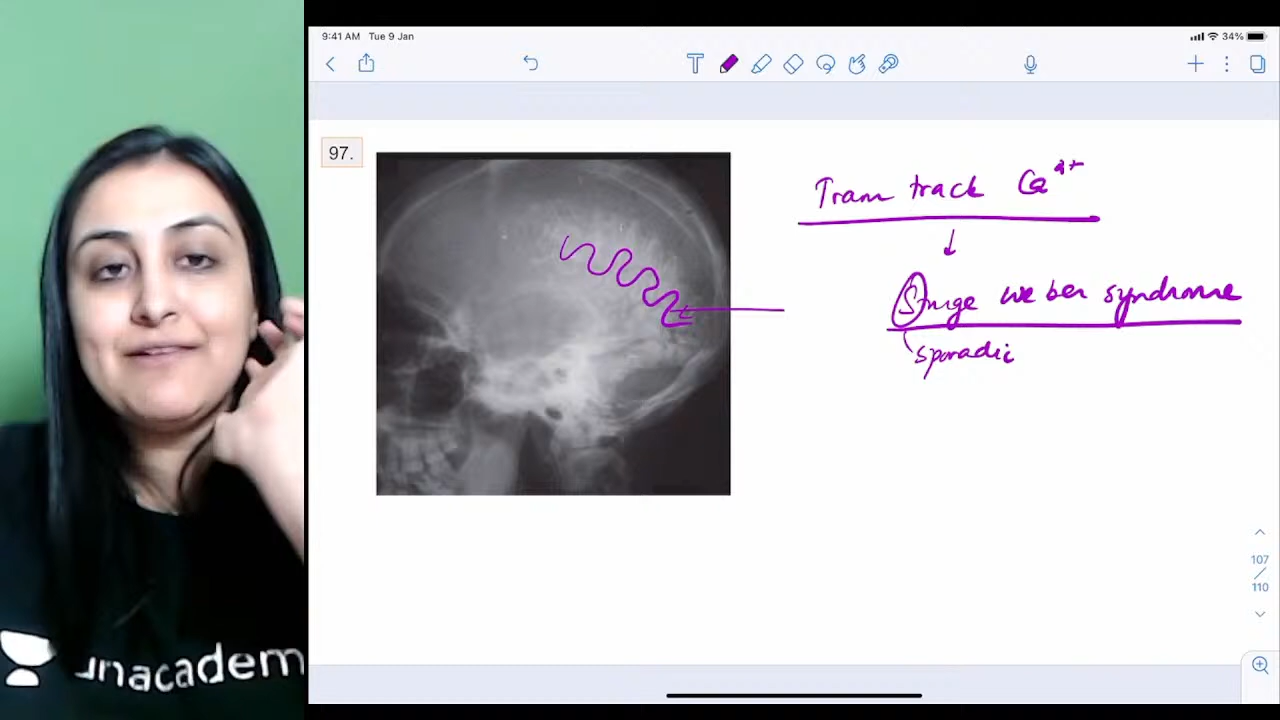 9:41 AM Tue 9 Jan
34%
T
97.
Tram track Ca²⁺
Sturge weber syndrome
sporadic
107
110
unacadem